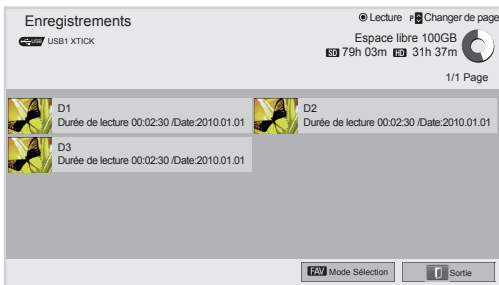 Enregistrements
Lecture P Changer de page
USB USB1 XTICK
Espace libre 100GB
SD 79h 03m HD 31h 37m
1/1 Page
D1
Durée de lecture 00:02:30 /Date:2010.01.01
D2
Durée de lecture 00:02:30 /Date:2010.01.01
D3
Durée de lecture 00:02:30 /Date:2010.01.01
FAV Mode Sélection
Sortie